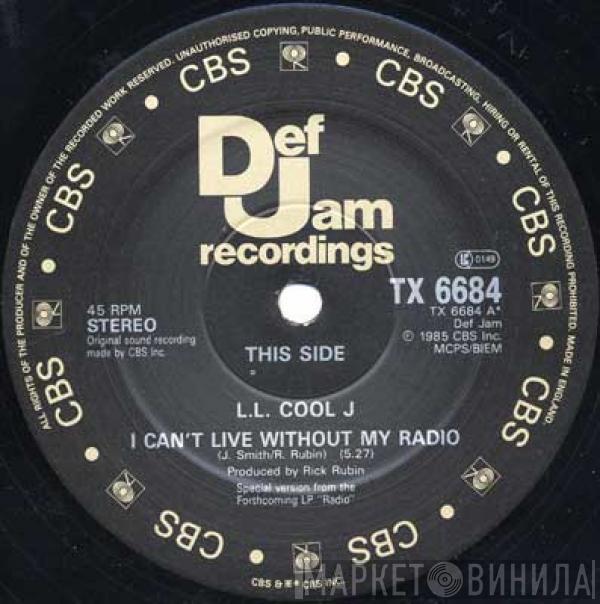 ALL RIGHTS OF THE PRODUCER AND OF THE OWNER OF THE RECORDED WORK RESERVED. UNAUTHORISED COPYING, PUBLIC PERFORMANCE, BROADCASTING, HIRING OR RENTAL OF THIS RECORDING PROHIBITED. MADE IN ENGLAND.
CBS
CBS
CBS
CBS
CBS
CBS
CBS
CBS
CBS
Def
Jam
recordings
0149
TX 6684
TX 6684 A*
Def Jam
℗ 1985 CBS Inc.
MCPS/BIEM
45 RPM
STEREO
Original sound recording
made by CBS Inc.
THIS SIDE
L.L. COOL J
I CAN'T LIVE WITHOUT MY RADIO
(J. Smith/R. Rubin) (5.27)
Produced by Rick Rubin
Special version from the
Forthcoming LP "Radio"
МАРКЕТ ВИНИЛА